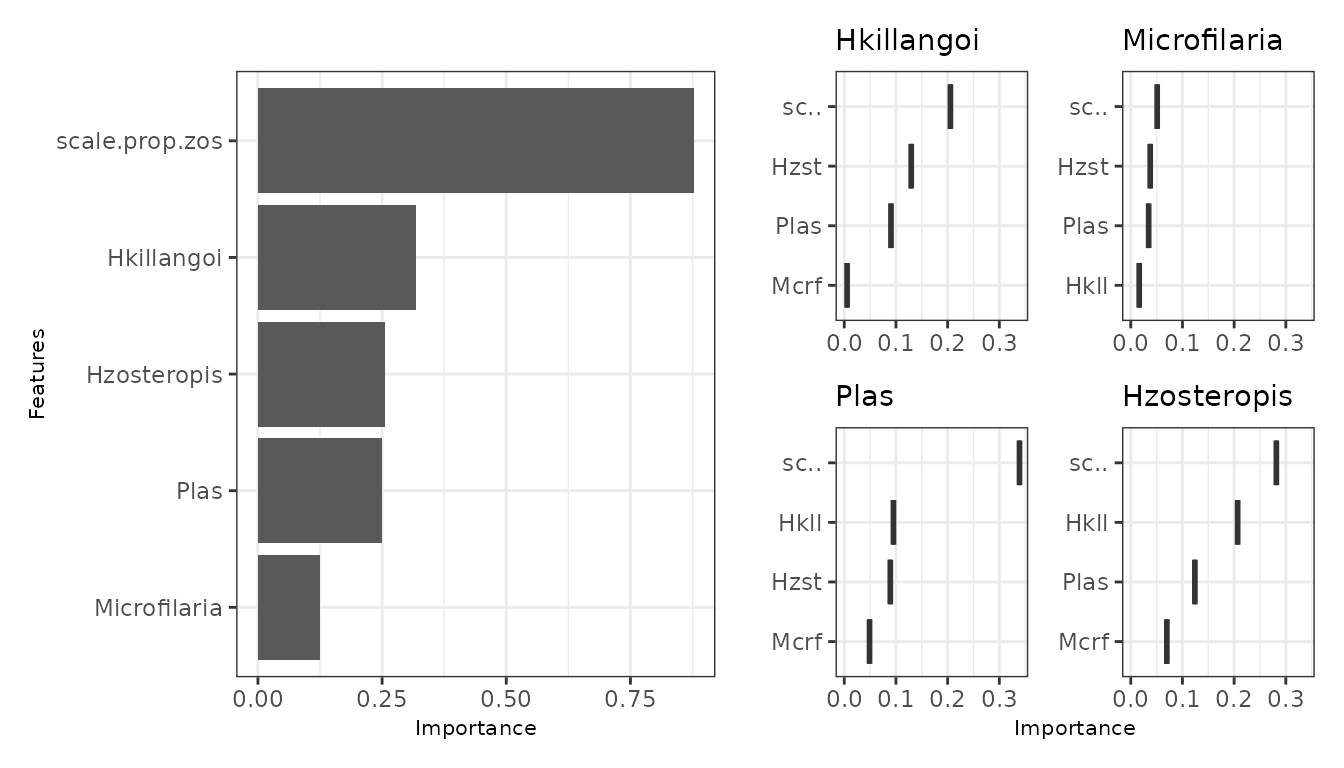 Features
scale.prop.zos
Hkillangoi
Hzosteropis
Plas
Microfilaria
0.00 0.25 0.50 0.75
Importance
Hkillangoi
sc..
Hzst
Plas
Mcrf
0.0 0.1 0.2 0.3
Microfilaria
sc..
Hzst
Plas
Hkll
0.0 0.1 0.2 0.3
Plas
sc..
Hkll
Hzst
Mcrf
0.0 0.1 0.2 0.3
Hzosteropis
sc..
Hkll
Plas
Mcrf
0.0 0.1 0.2 0.3
Importance